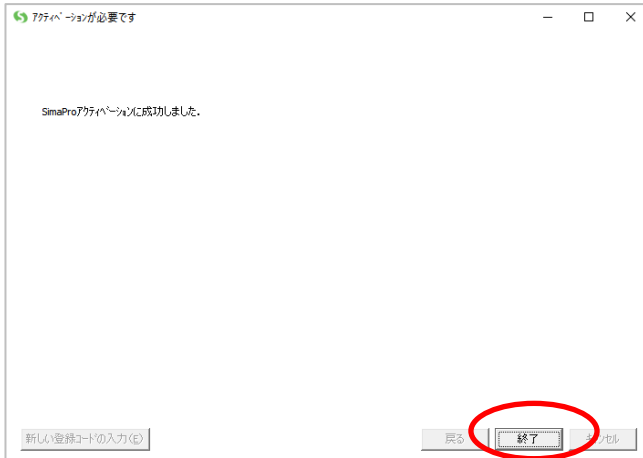 ｱｸﾃｨﾍﾞｰｼｮﾝが必要です
SimaProｱｸﾃｨﾍﾞｰｼｮﾝに成功しました．
新しい登録ｺｰﾄﾞの入力(E)
戻る
終了
ｷｬﾝｾﾙ